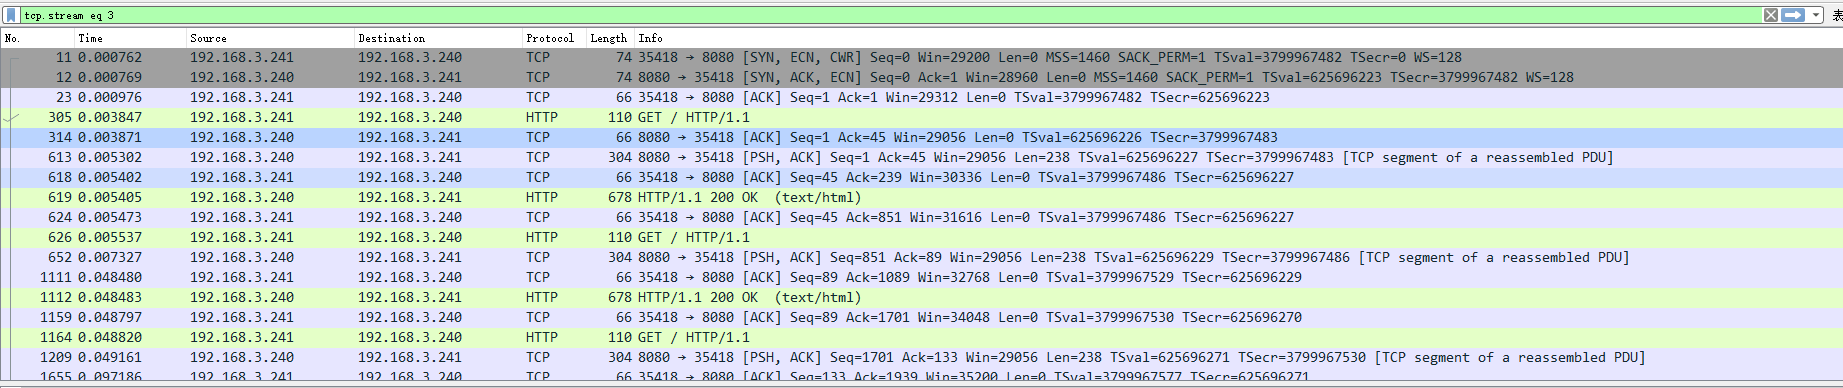 tcp.stream eq 3 表
No. Time Source Destination Protocol Length Info
11 0.000762 192.168.3.241 192.168.3.240 TCP 74 35418 → 8080 [SYN, ECN, CWR] Seq=0 Win=29200 Len=0 MSS=1460 SACK_PERM=1 TSval=3799967482 TSecr=0 WS=128
12 0.000769 192.168.3.240 192.168.3.241 TCP 74 8080 → 35418 [SYN, ACK, ECN] Seq=0 Ack=1 Win=28960 Len=0 MSS=1460 SACK_PERM=1 TSval=625696223 TSecr=3799967482 WS=128
23 0.000976 192.168.3.241 192.168.3.240 TCP 66 35418 → 8080 [ACK] Seq=1 Ack=1 Win=29312 Len=0 TSval=3799967482 TSecr=625696223
305 0.003847 192.168.3.241 192.168.3.240 HTTP 110 GET / HTTP/1.1
314 0.003871 192.168.3.240 192.168.3.241 TCP 66 8080 → 35418 [ACK] Seq=1 Ack=45 Win=29056 Len=0 TSval=625696226 TSecr=3799967483
613 0.005302 192.168.3.240 192.168.3.241 TCP 304 8080 → 35418 [PSH, ACK] Seq=1 Ack=45 Win=29056 Len=238 TSval=625696227 TSecr=3799967483 [TCP segment of a reassembled PDU]
618 0.005402 192.168.3.241 192.168.3.240 TCP 66 35418 → 8080 [ACK] Seq=45 Ack=239 Win=30336 Len=0 TSval=3799967486 TSecr=625696227
619 0.005405 192.168.3.240 192.168.3.241 HTTP 678 HTTP/1.1 200 OK (text/html)
624 0.005473 192.168.3.241 192.168.3.240 TCP 66 35418 → 8080 [ACK] Seq=45 Ack=851 Win=31616 Len=0 TSval=3799967486 TSecr=625696227
626 0.005537 192.168.3.241 192.168.3.240 HTTP 110 GET / HTTP/1.1
652 0.007327 192.168.3.240 192.168.3.241 TCP 304 8080 → 35418 [PSH, ACK] Seq=851 Ack=89 Win=29056 Len=238 TSval=625696229 TSecr=3799967486 [TCP segment of a reassembled PDU]
1111 0.048480 192.168.3.241 192.168.3.240 TCP 66 35418 → 8080 [ACK] Seq=89 Ack=1089 Win=32768 Len=0 TSval=3799967529 TSecr=625696229
1112 0.048483 192.168.3.240 192.168.3.241 HTTP 678 HTTP/1.1 200 OK (text/html)
1159 0.048797 192.168.3.241 192.168.3.240 TCP 66 35418 → 8080 [ACK] Seq=89 Ack=1701 Win=34048 Len=0 TSval=3799967530 TSecr=625696270
1164 0.048820 192.168.3.241 192.168.3.240 HTTP 110 GET / HTTP/1.1
1209 0.049161 192.168.3.240 192.168.3.241 TCP 304 8080 → 35418 [PSH, ACK] Seq=1701 Ack=133 Win=29056 Len=238 TSval=625696271 TSecr=3799967530 [TCP segment of a reassembled PDU]
1655 0.097186 192.168.3.241 192.168.3.240 TCP 66 35418 → 8080 [ACK] Seq=133 Ack=1939 Win=35200 Len=0 TSval=3799967577 TSecr=625696271